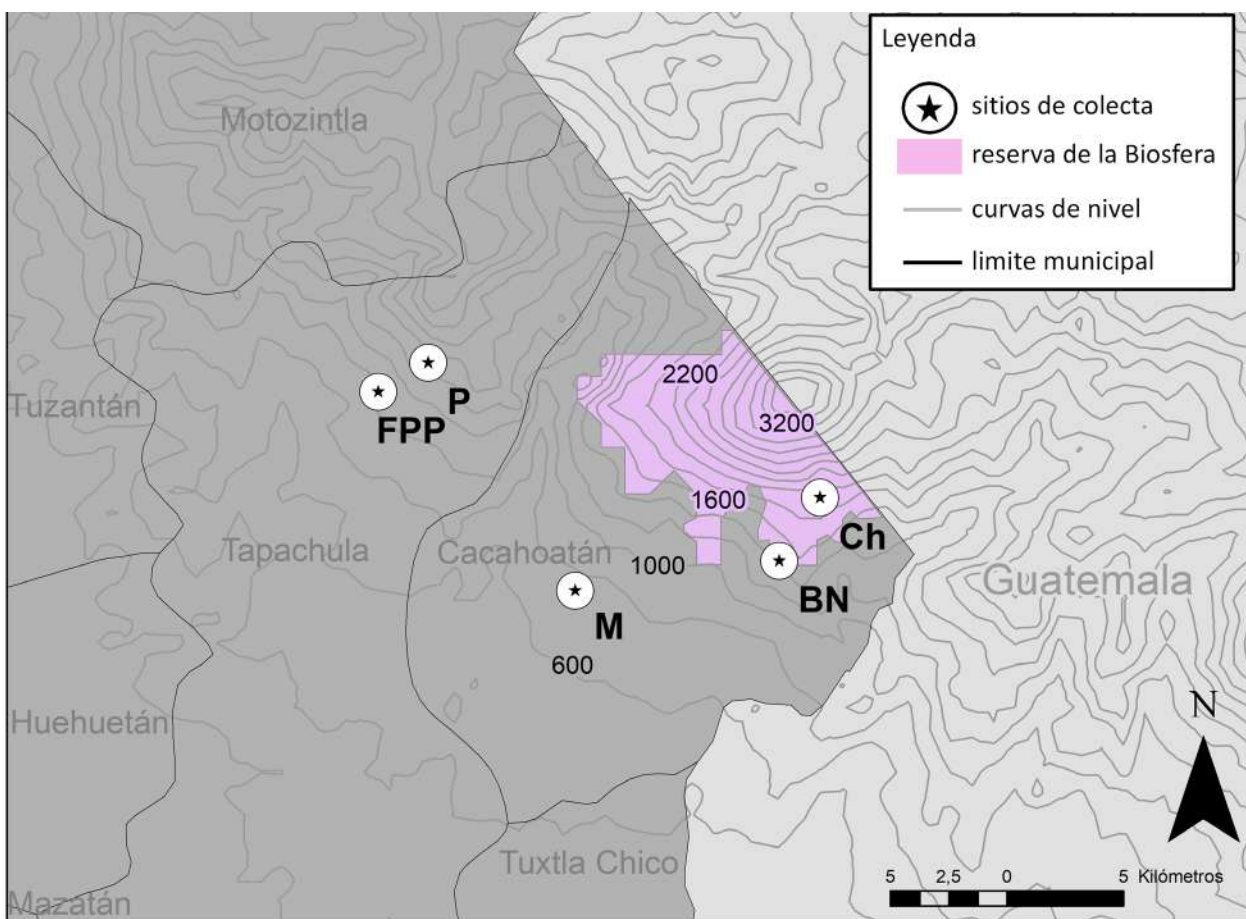 Leyenda
sitios de colecta
reserva de la Biosfera
curvas de nivel
limite municipal
Motozintla
2200
P
Tuzantán
FPP
3200
1600
Ch
Tapachula
Cacahoatán
1000
Guatemala
BN
M
600
N
Huehuetán
Tuxtla Chico
5 2,5 0 5 Kilómetros
Mazatán